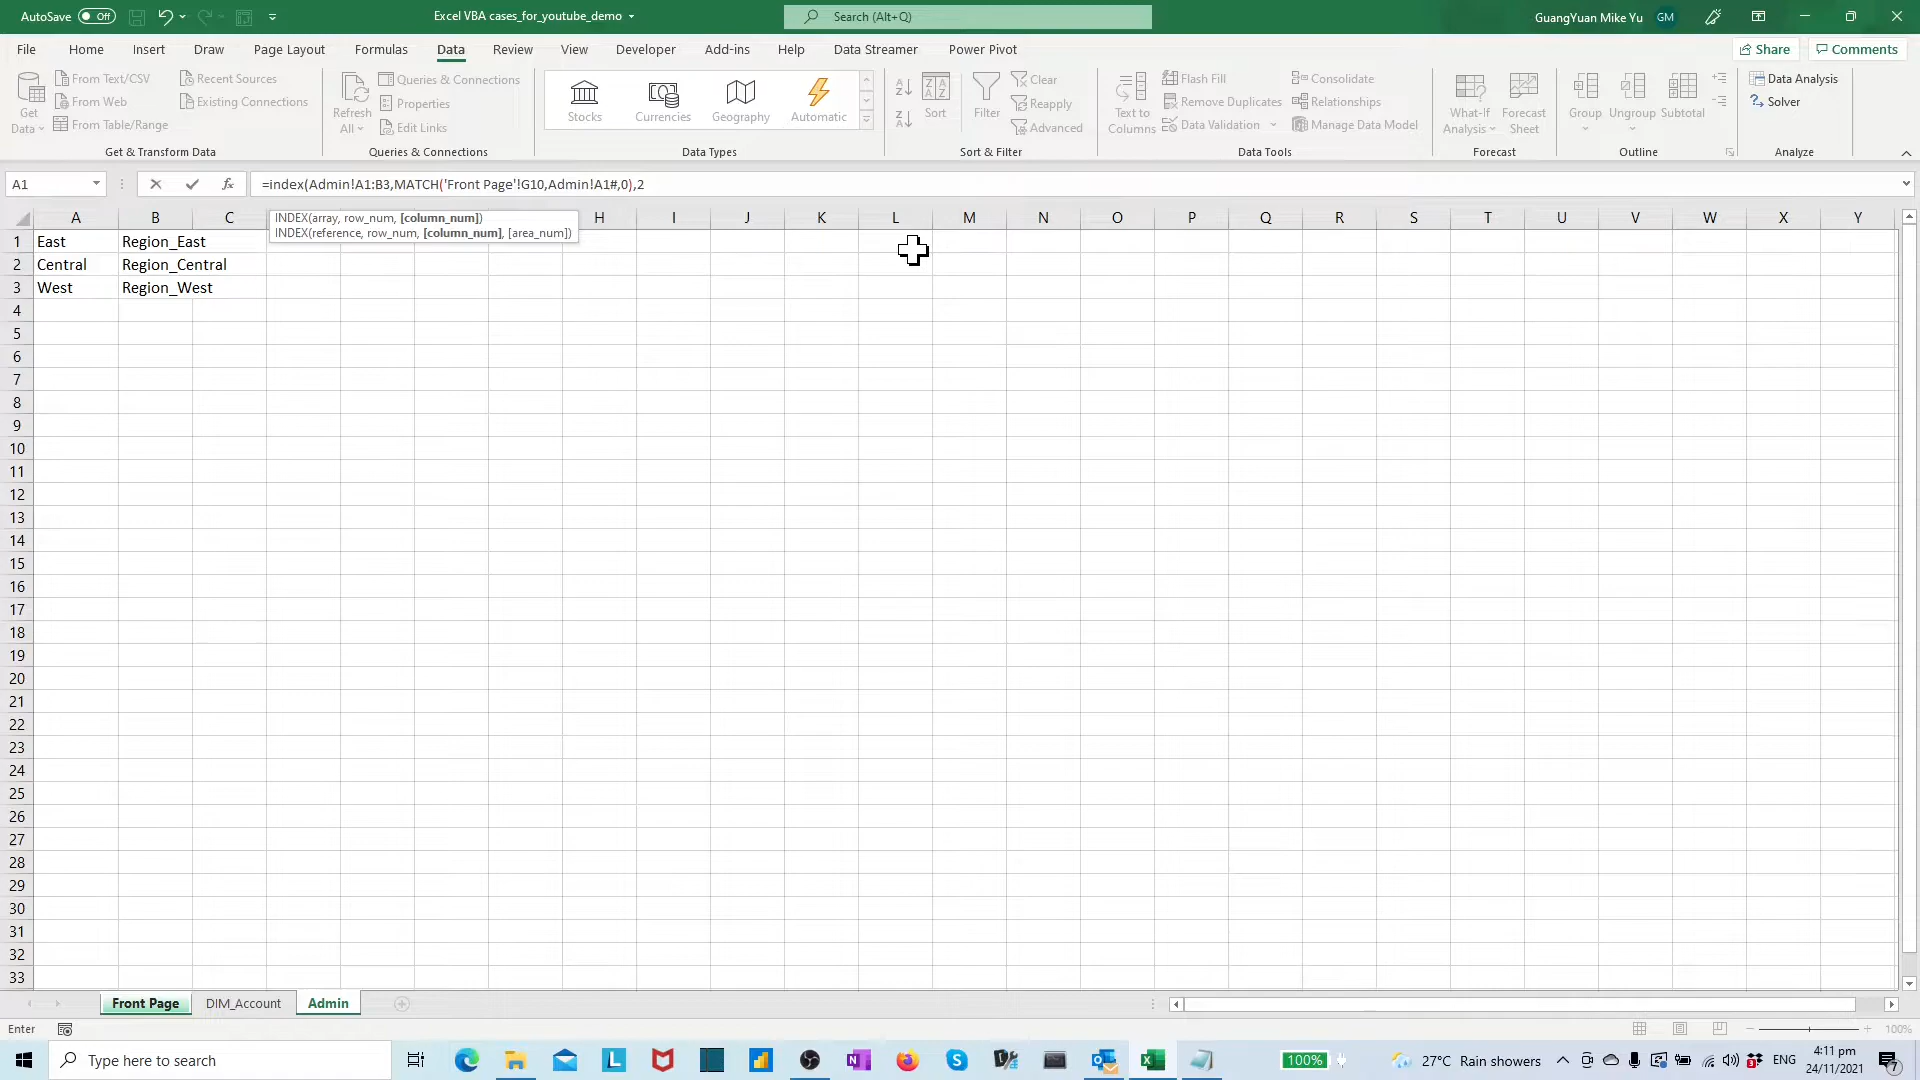 AutoSave Off
Excel VBA cases_for_youtube_demo
Search (Alt+Q)
GuangYuan Mike Yu GM
File Home Insert Draw Page Layout Formulas Data Review View Developer Add-ins Help Data Streamer Power Pivot Share Comments
Get Data
From Text/CSV
From Web
From Table/Range
Recent Sources
Existing Connections
Get & Transform Data
Refresh All
Queries & Connections
Properties
Edit Links
Queries & Connections
Stocks Currencies Geography Automatic
Data Types
Sort
Filter
Clear
Reapply
Advanced
Sort & Filter
Text to Columns
Flash Fill
Remove Duplicates
Data Validation
Consolidate
Relationships
Manage Data Model
Data Tools
What-If Analysis
Forecast Sheet
Forecast
Group Ungroup Subtotal
Outline
Data Analysis
Solver
Analyze
A1 fx =index(Admin!A1:B3,MATCH('Front Page'!G10,Admin!A1#,0),2
INDEX(array, row_num, [column_num])
INDEX(reference, row_num, [column_num], [area_num])
A B C H I J K L M N O P Q R S T U V W X Y
1 East Region_East
2 Central Region_Central
3 West Region_West
4
5
6
7
8
9
10
11
12
13
14
15
16
17
18
19
20
21
22
23
24
25
26
27
28
29
30
31
32
33
Front Page DIM_Account Admin
Enter
100%
Type here to search
100%
27°C Rain showers
ENG
4:11 pm
24/11/2021
7